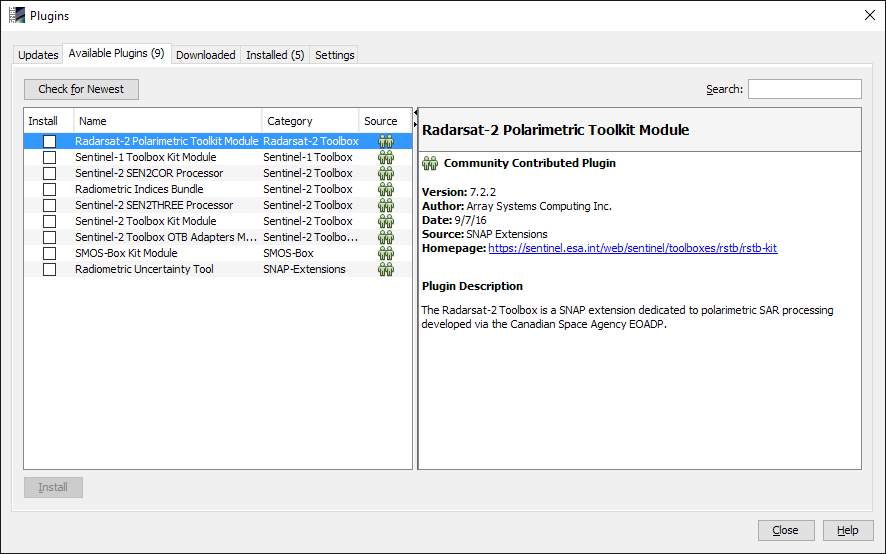 Plugins
Updates Available Plugins (9) Downloaded Installed (5) Settings
Check for Newest Search:
Install Name Category Source
Radarsat-2 Polarimetric Toolkit Module Radarsat-2 Toolbox
Sentinel-1 Toolbox Kit Module Sentinel-1 Toolbox
Sentinel-2 SEN2COR Processor Sentinel-2 Toolbox
Radiometric Indices Bundle Sentinel-2 Toolbox
Sentinel-2 SEN2THREE Processor Sentinel-2 Toolbox
Sentinel-2 Toolbox Kit Module Sentinel-2 Toolbox
Sentinel-2 Toolbox OTB Adapters M... Sentinel-2 Toolbo...
SMOS-Box Kit Module SMOS-Box
Radiometric Uncertainty Tool SNAP-Extensions
Radarsat-2 Polarimetric Toolkit Module
Community Contributed Plugin
Version: 7.2.2
Author: Array Systems Computing Inc.
Date: 9/7/16
Source: SNAP Extensions
Homepage: https://sentinel.esa.int/web/sentinel/toolboxes/rstb/rstb-kit
Plugin Description
The Radarsat-2 Toolbox is a SNAP extension dedicated to polarimetric SAR processing
developed via the Canadian Space Agency EOADP.
Install
Close Help